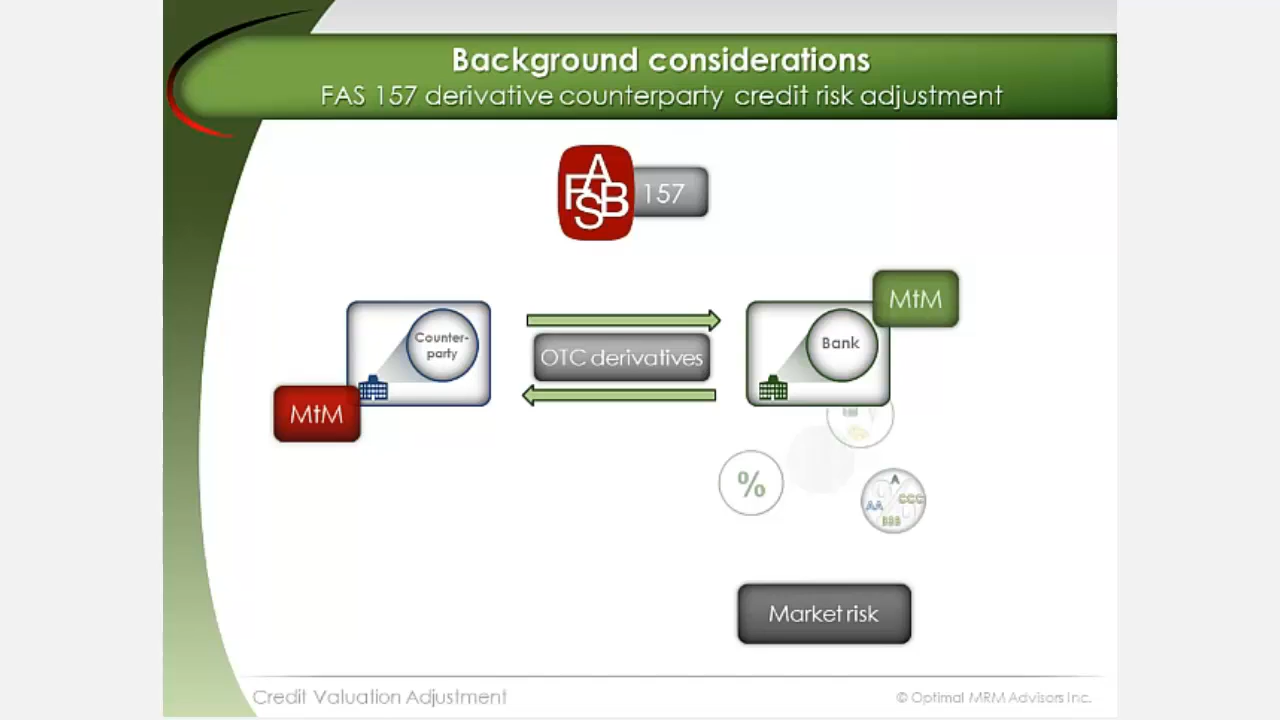 Background considerations
FAS 157 derivative counterparty credit risk adjustment
FASB
157
MtM
Counter-
party
Bank
OTC derivatives
MtM
%
A
AA
CCC
BBB
Market risk
Credit Valuation Adjustment
© Optimal MRM Advisors Inc.